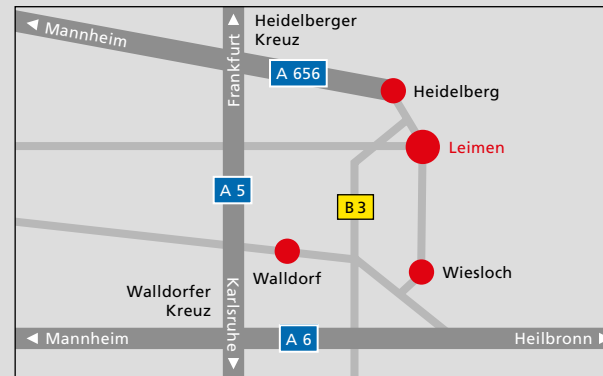 ◄ Mannheim
Frankfurt
Heidelberger
Kreuz
A 656
Heidelberg
Leimen
A 5
B 3
Walldorf
Wiesloch
Walldorfer
Kreuz
Karlsruhe
◄ Mannheim
A 6
Heilbronn ►